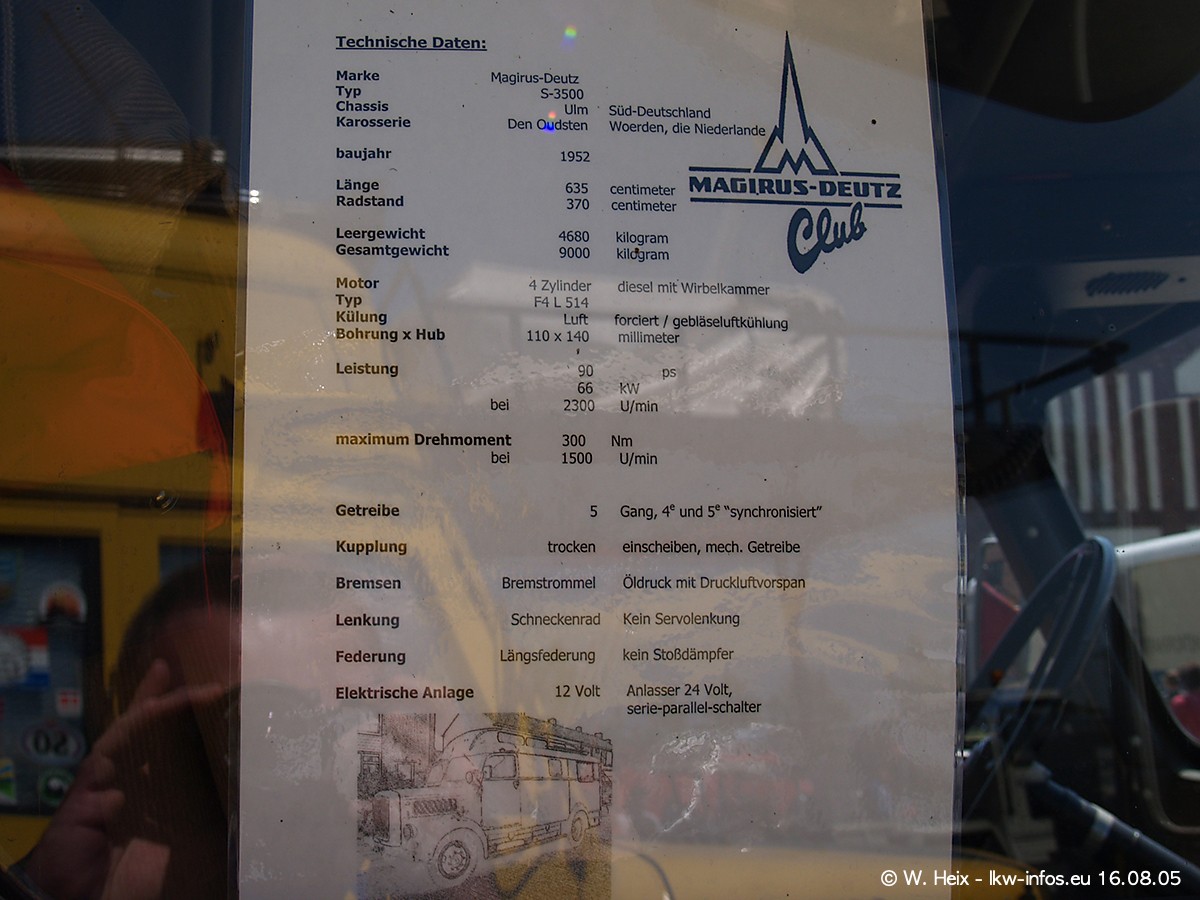 Technische Daten:
Marke Magirus-Deutz
Typ S-3500
Chassis Ulm Süd-Deutschland
Karosserie Den Oudsten Woerden, die Niederlande
baujahr 1952
MAGIRUS-DEUTZ
Club
Länge 635 centimeter
Radstand 370 centimeter
Leergewicht 4680 kilogram
Gesamtgewicht 9000 kilogram
Motor 4 Zylinder diesel mit Wirbelkammer
Typ F4 L 514
Külung Luft forciert / gebläseluftkühlung
Bohrung x Hub 110 x 140 millimeter
Leistung 90 ps
66 kW
bei 2300 U/min
maximum Drehmoment 300 Nm
bei 1500 U/min
Getreibe 5 Gang, 4e und 5e “synchronisiert”
Kupplung trocken einscheiben, mech. Getreibe
Bremsen Bremstrommel Öldruck mit Druckluftvorspan
Lenkung Schneckenrad Kein Servolenkung
Federung Längsfederung kein Stoßdämpfer
Elektrische Anlage 12 Volt Anlasser 24 Volt,
serie-parallel-schalter
© W. Heix - lkw-infos.eu 16.08.05